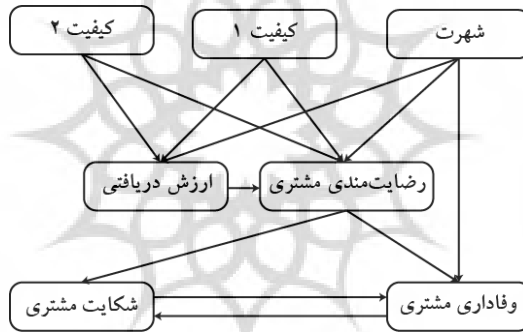 شهرت
کیفیت ۱
کیفیت ۲
رضایت‌مندی مشتری
ارزش دریافتی
وفاداری مشتری
شکایت مشتری